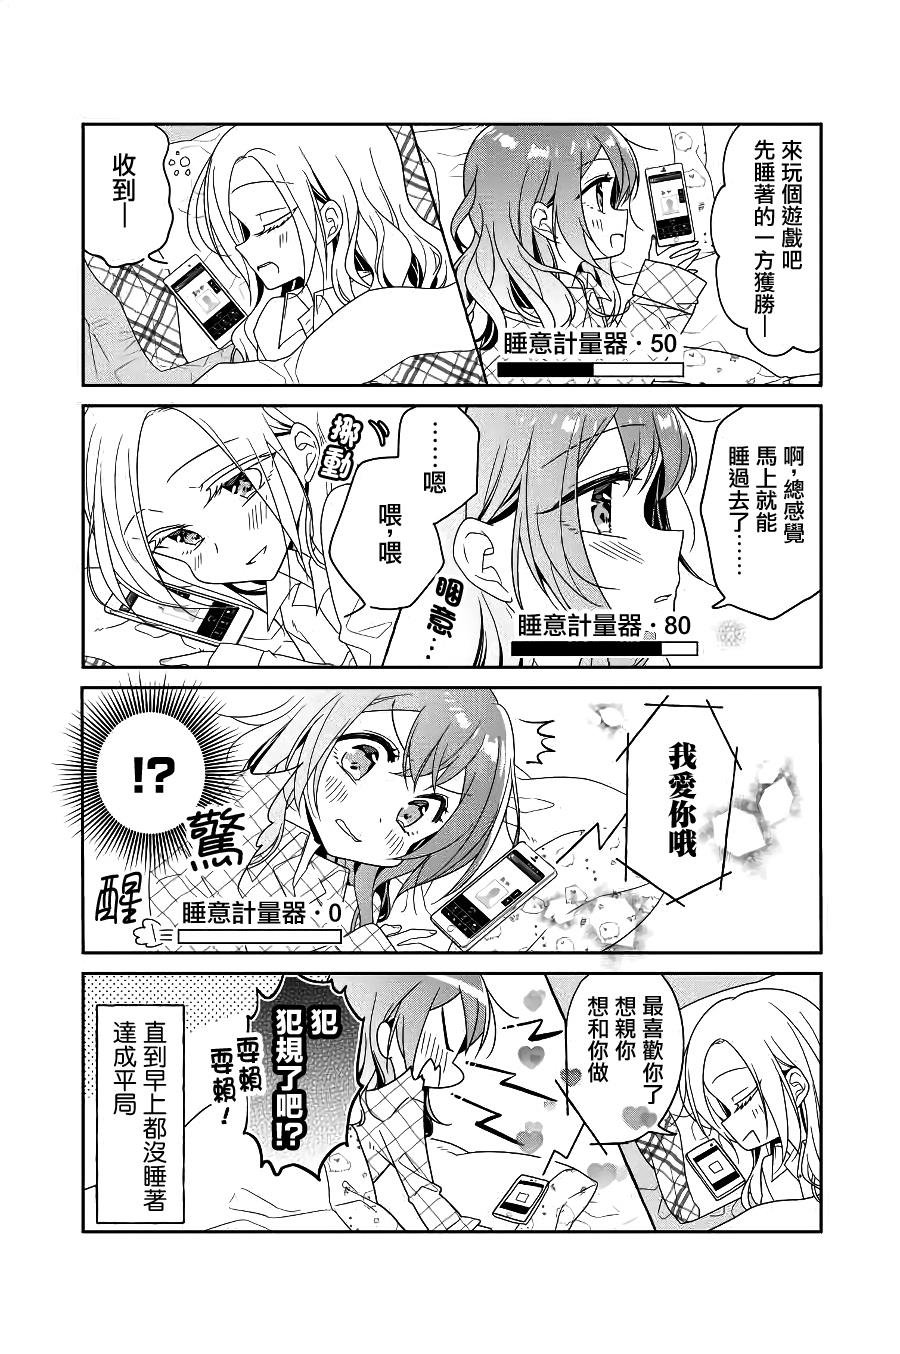 來玩個遊戲吧
先睡著的一方獲勝—
睡意計量器·50
收到—
啊,總感覺
馬上就能
睡過去了……
睡意計量器·80
睏意…
……嗯
喂,喂
挪動
我愛你哦
!?
驚
醒
睡意計量器·0
最喜歡你了
想親你
想和你做
犯
犯規了吧!?
耍賴
耍賴!
直到早上都沒睡著
達成平局